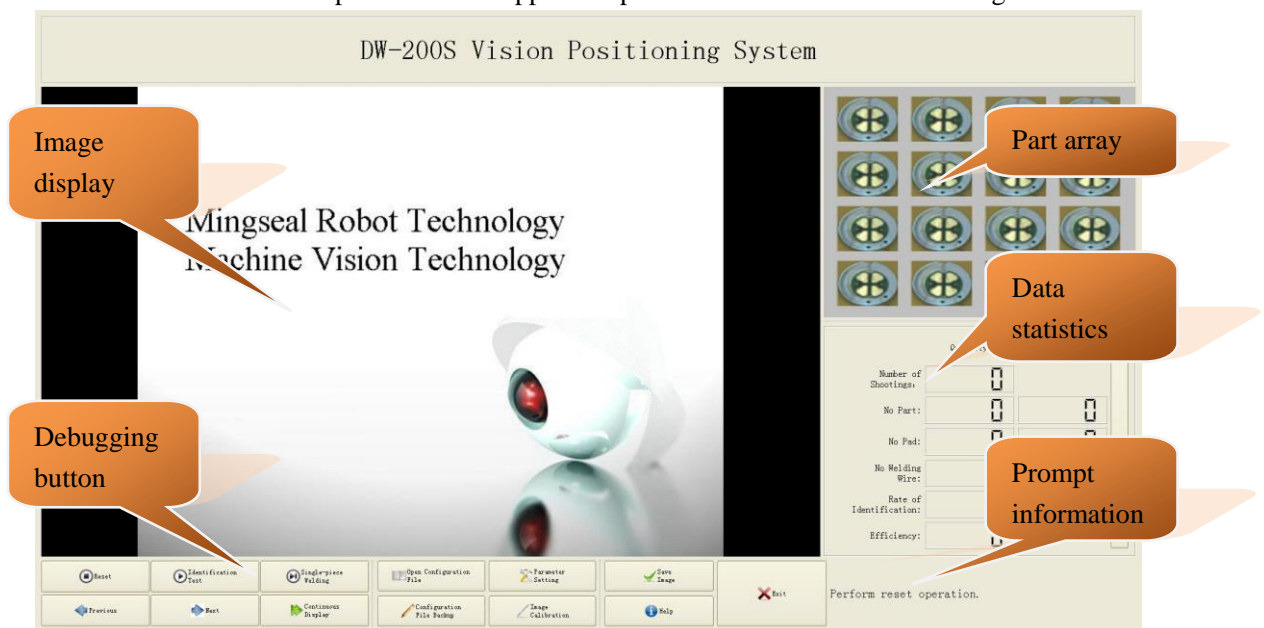 DW-200S Vision Positioning System
Image
display
Part array
Mingseal Robot Technology
Machine Vision Technology
Data
statistics
Number of
Shootings:
0
No Part:
0
0
No Pad:
Debugging
button
No Welding
Wire:
Rate of
Identification:
Efficiency:
Prompt
information
Reset
Identification
Test
Single-piece
Welding
Open Configuration
File
Parameter
Setting
Save
Image
Exit
Perform reset operation.
Previous
Next
Continuous
Display
Configuration
File Backup
Image
Calibration
Help